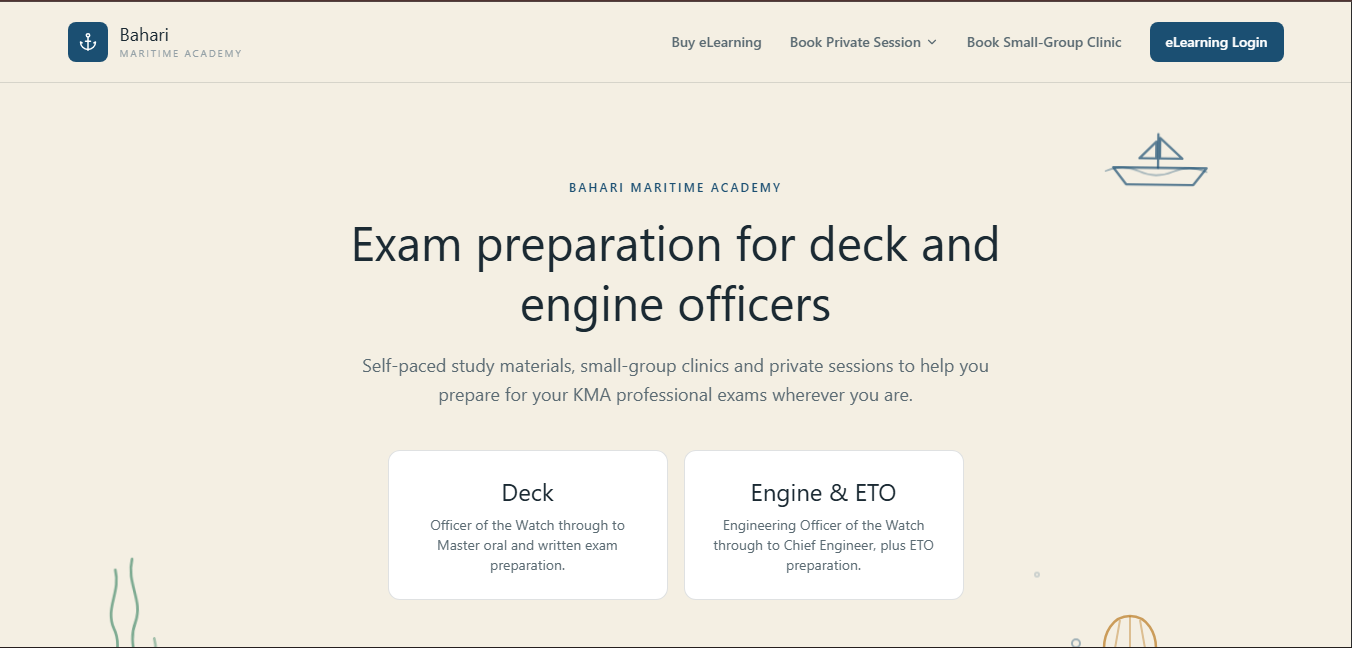 Bahari
MARITIME ACADEMY
Buy eLearning
Book Private Session
Book Small-Group Clinic
eLearning Login
BAHARI MARITIME ACADEMY
Exam preparation for deck and
engine officers
Self-paced study materials, small-group clinics and private sessions to help you
prepare for your KMA professional exams wherever you are.
Deck
Officer of the Watch through to
Master oral and written exam
preparation.
Engine & ETO
Engineering Officer of the Watch
through to Chief Engineer, plus ETO
preparation.